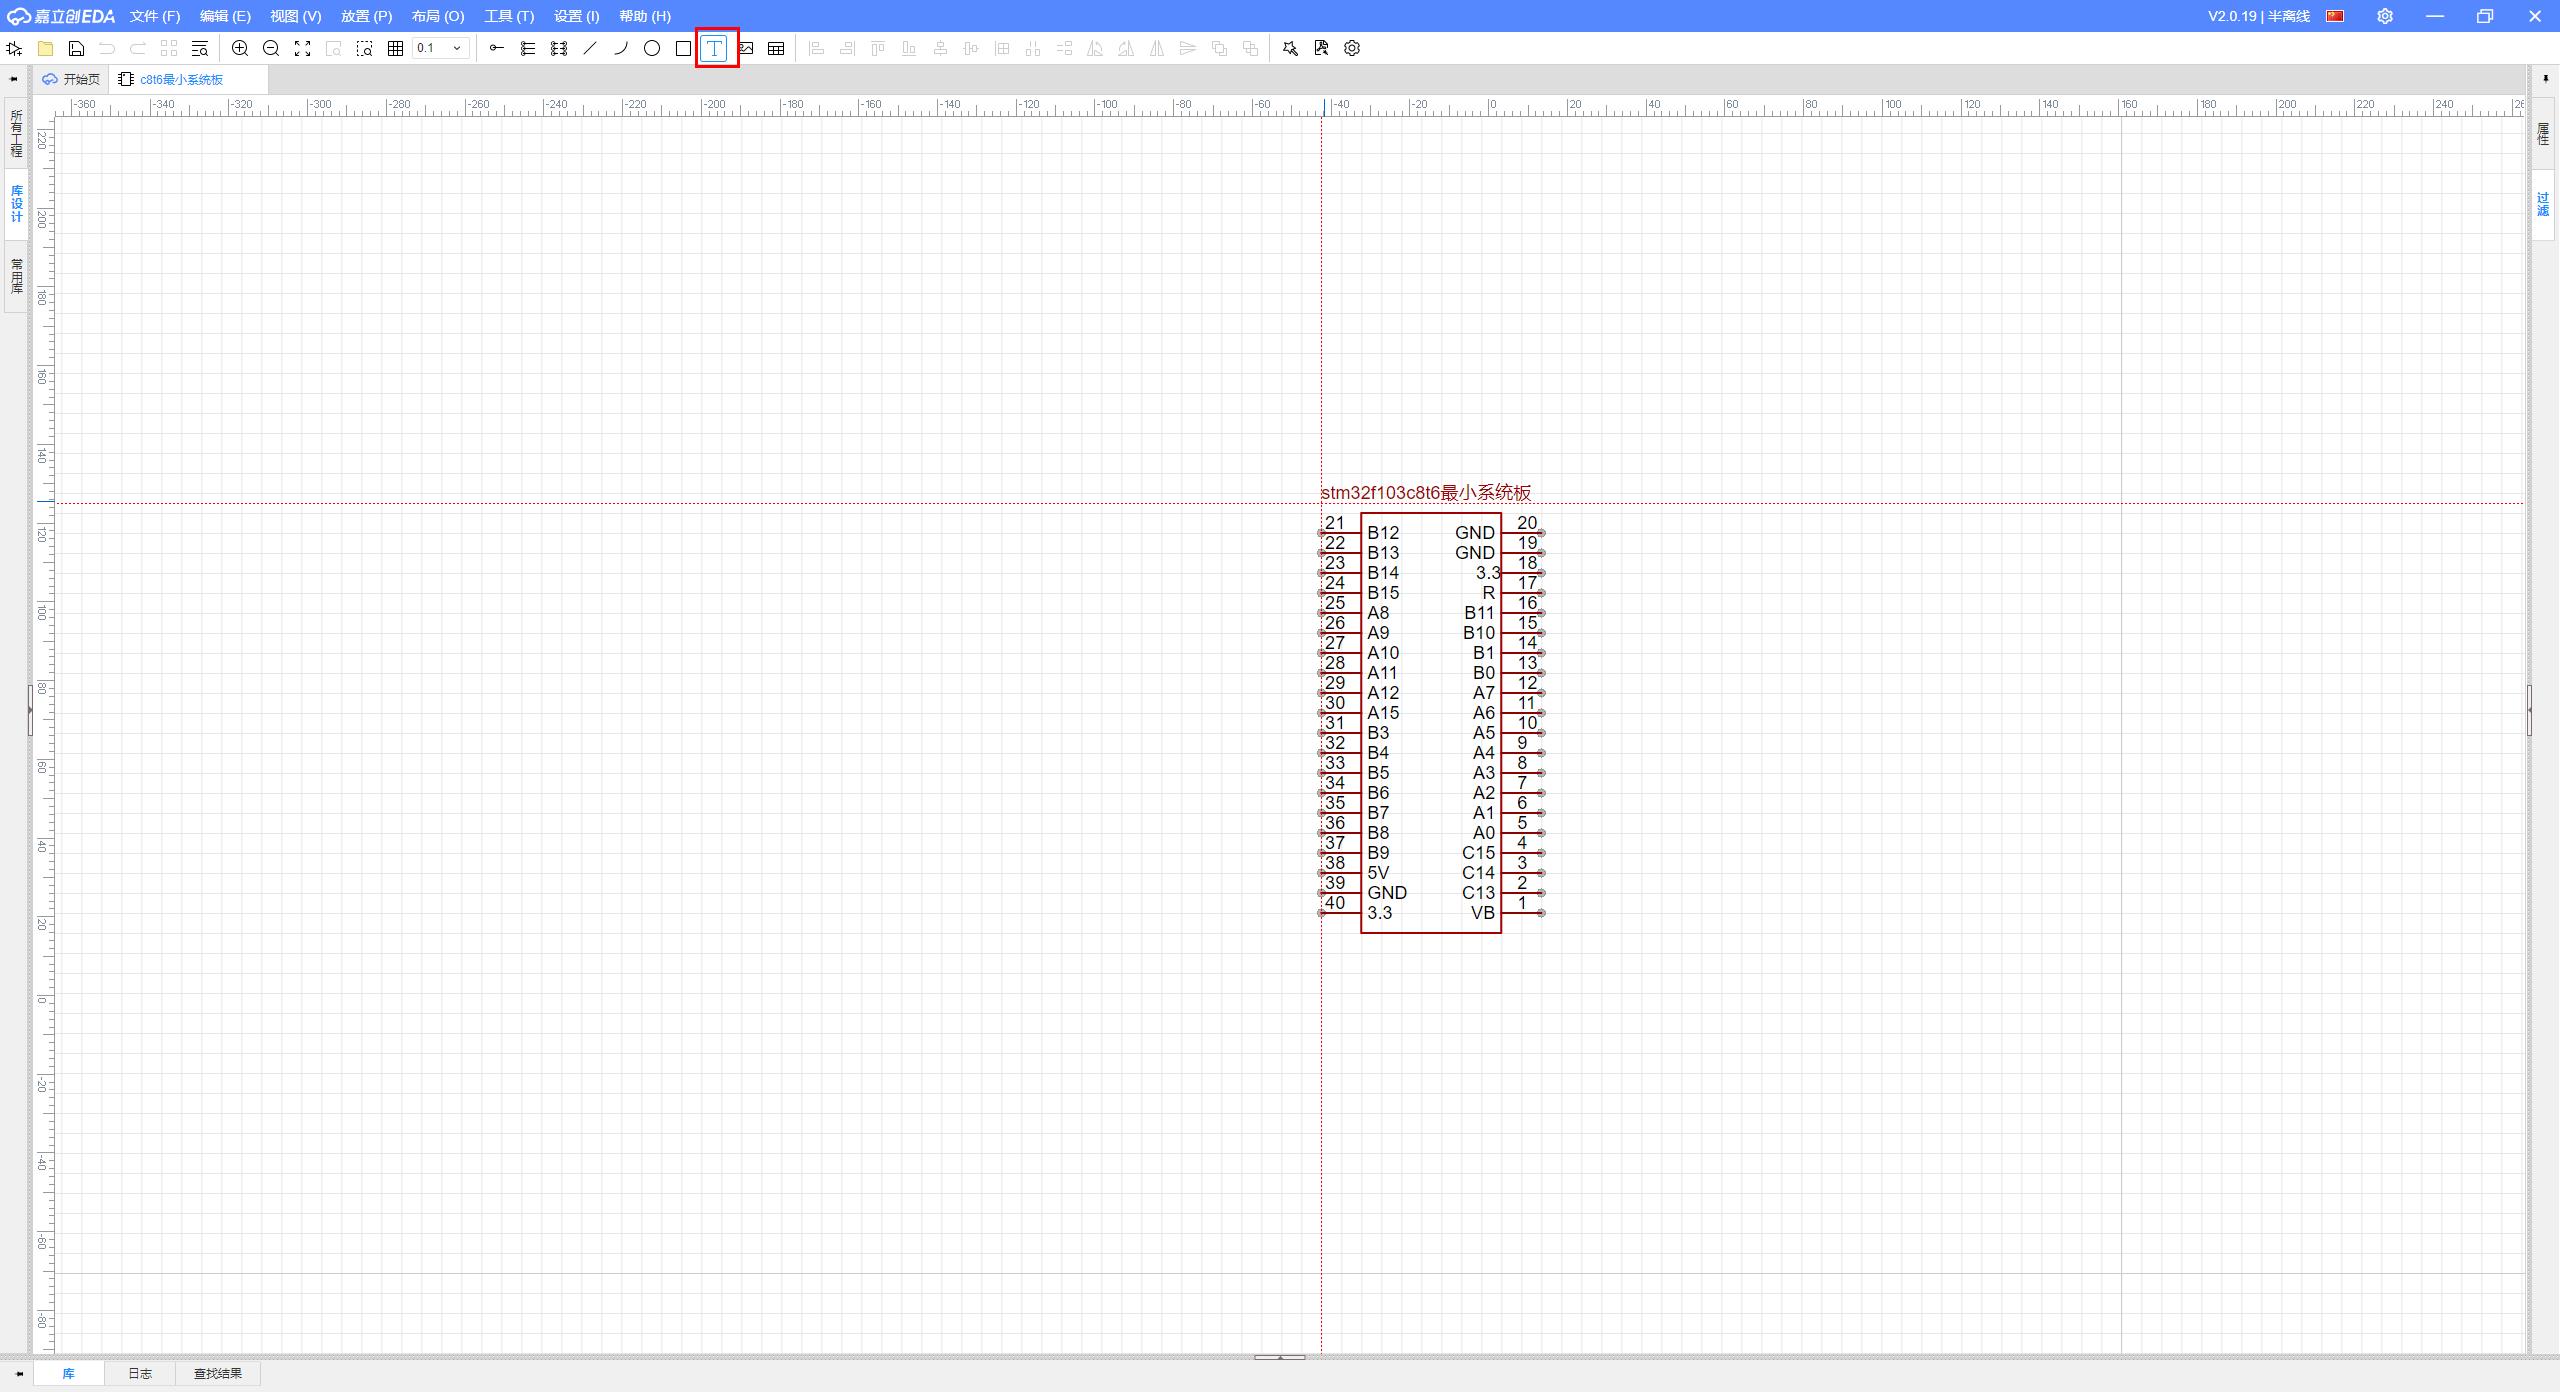 嘉立创EDA 文件 (F) 编辑 (E) 视图 (V) 放置 (P) 布局 (O) 工具 (T) 设置 (I) 帮助 (H) V2.0.19 | 半离线
0.1 T
开始页 c8t6最小系统板
-360 -340 -320 -300 -280 -260 -240 -220 -200 -180 -160 -140 -120 -100 -80 -60 -40 -20 0 20 40 60 80 100 120 140 160 180 200 220 240 26
所有工程
库设计
常用库
属性
过滤
220
200
180
160
140
120
100
80
60
40
20
0
-20
-40
-60
-80
stm32f103c8t6最小系统板
21 B12 GND 20
22 B13 GND 19
23 B14 3.3 18
24 B15 R 17
25 A8 B11 16
26 A9 B10 15
27 A10 B1 14
28 A11 B0 13
29 A12 A7 12
30 A15 A6 11
31 B3 A5 10
32 B4 A4 9
33 B5 A3 8
34 B6 A2 7
35 B7 A1 6
36 B8 A0 5
37 B9 C15 4
38 5V C14 3
39 GND C13 2
40 3.3 VB 1
库 日志 查找结果